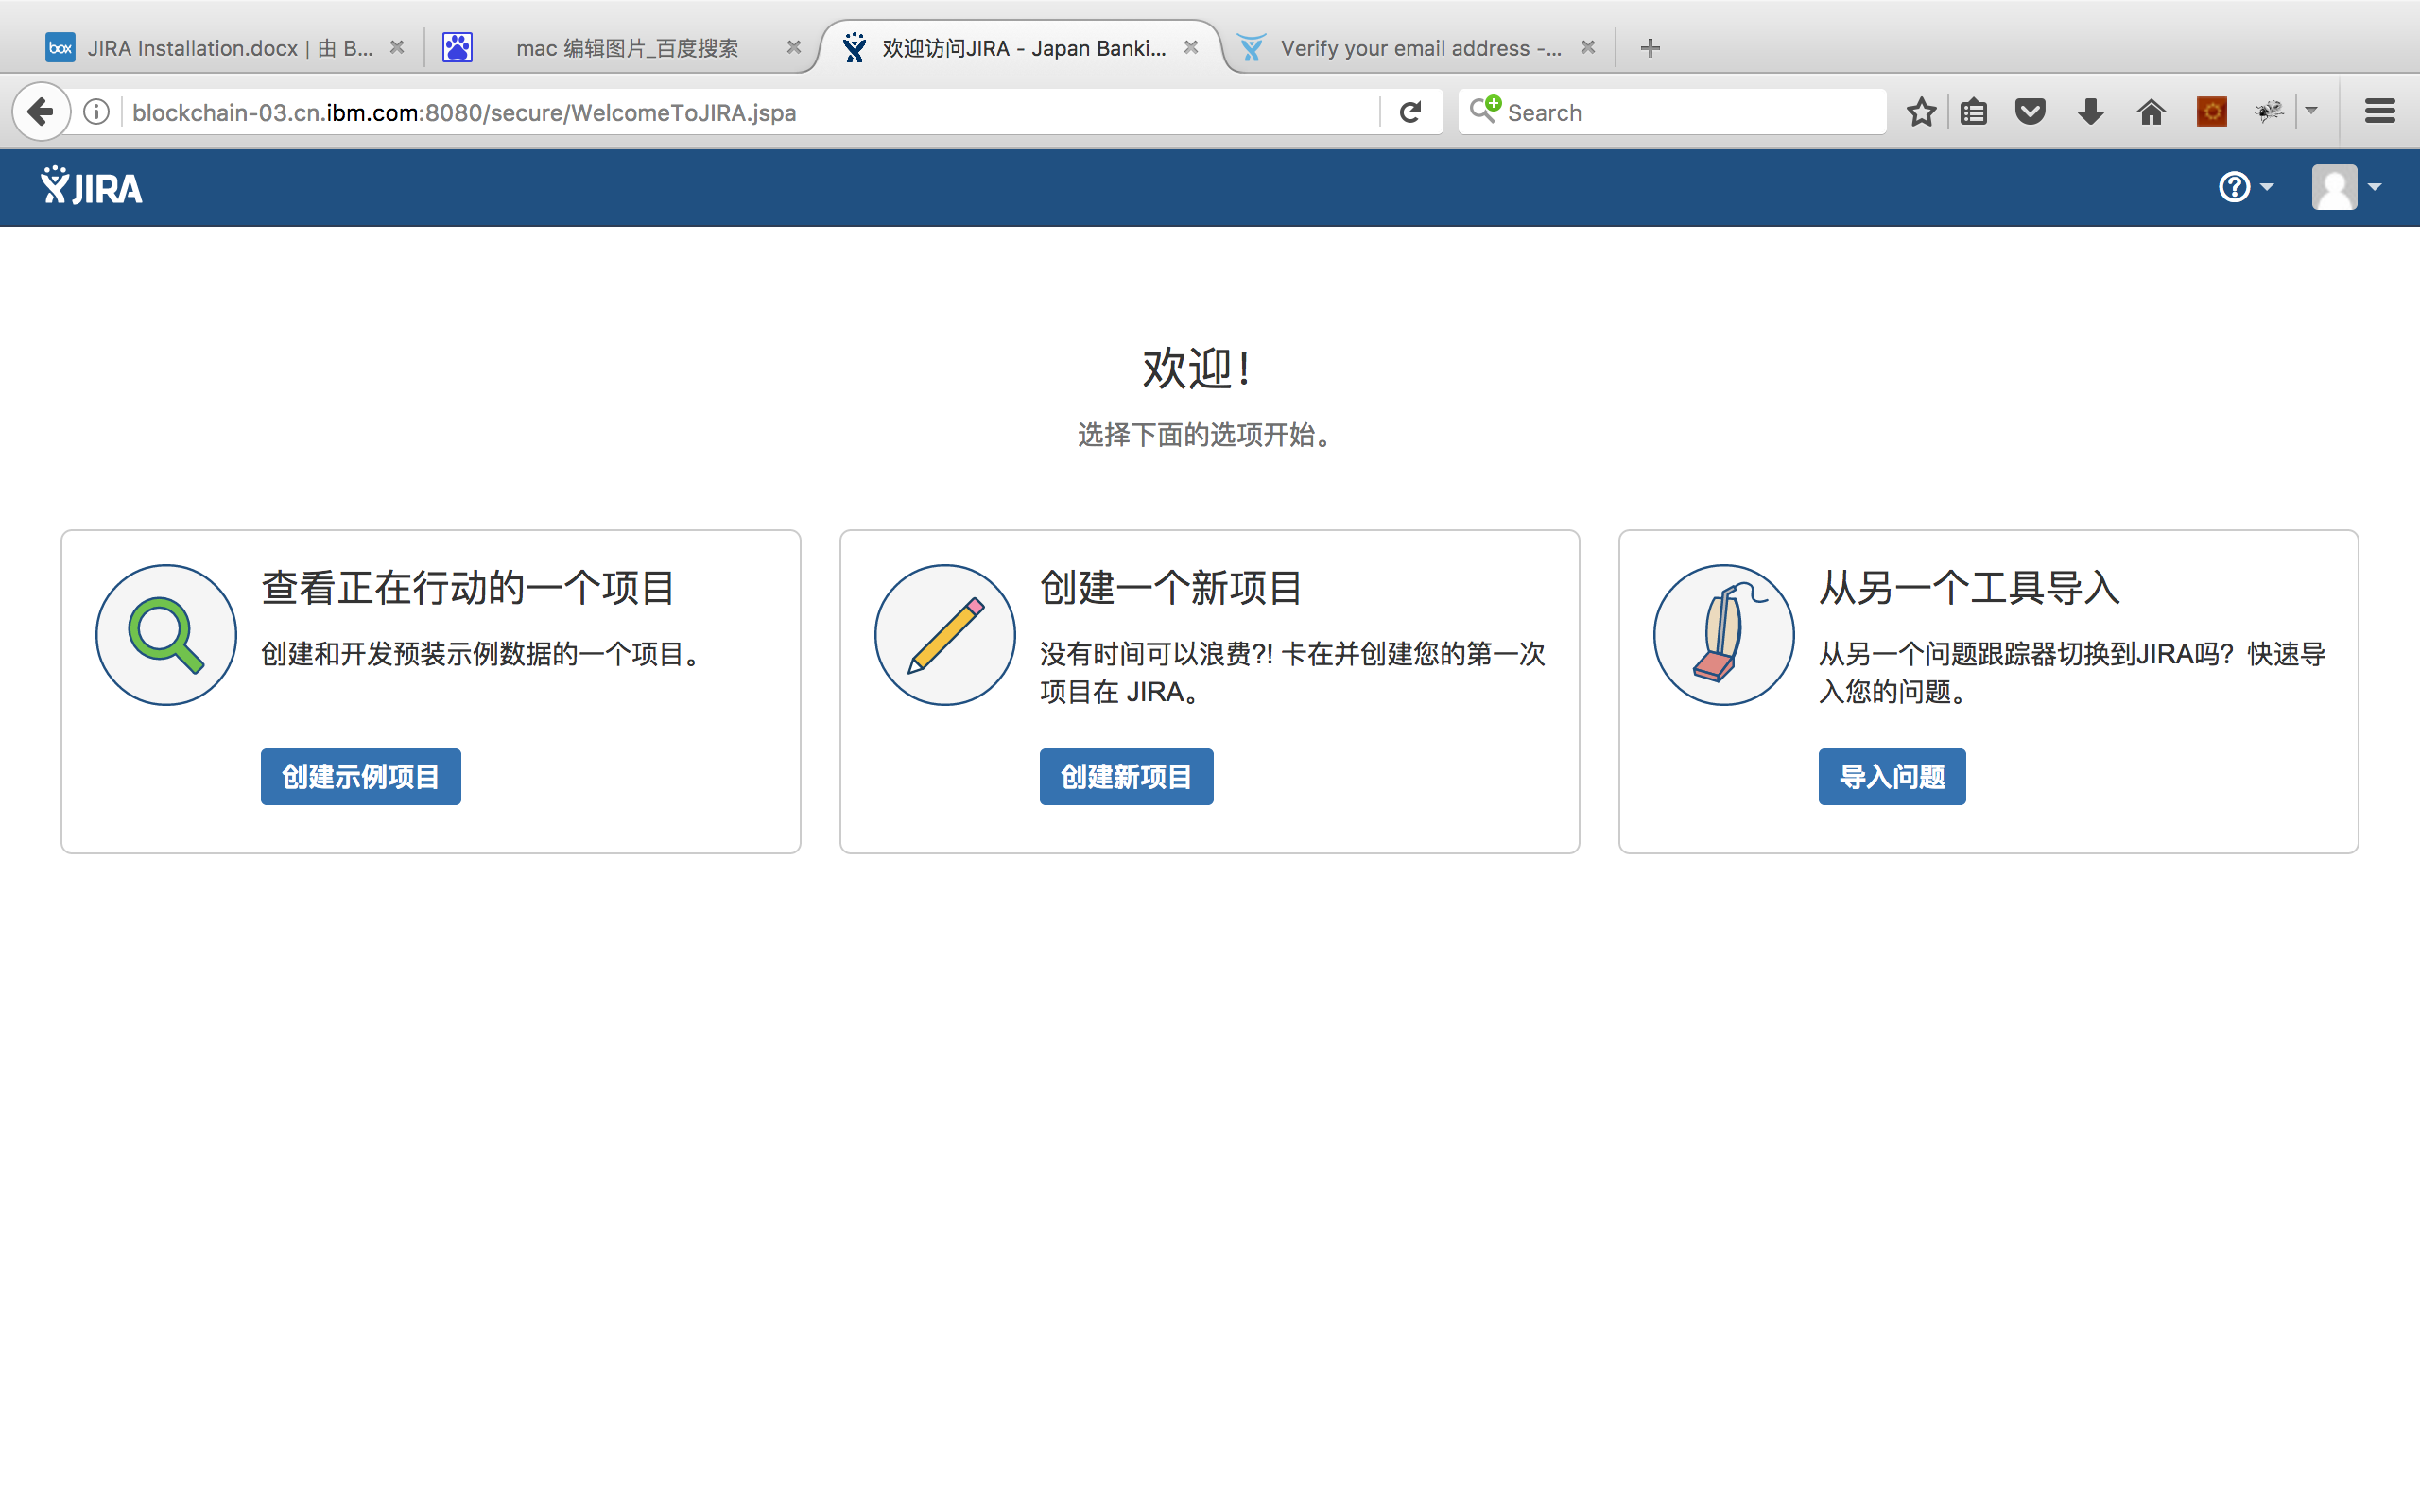 box JIRA Installation.docx | 由 B...
mac 编辑图片_百度搜索
欢迎访问JIRA - Japan Banki...
Verify your email address -...
blockchain-03.cn.ibm.com:8080/secure/WelcomeToJIRA.jspa
Search
JIRA
欢迎！
选择下面的选项开始。
查看正在行动的一个项目
创建和开发预装示例数据的一个项目。
创建示例项目
创建一个新项目
没有时间可以浪费?! 卡在并创建您的第一次
项目在 JIRA。
创建新项目
从另一个工具导入
从另一个问题跟踪器切换到JIRA吗？快速导
入您的问题。
导入问题